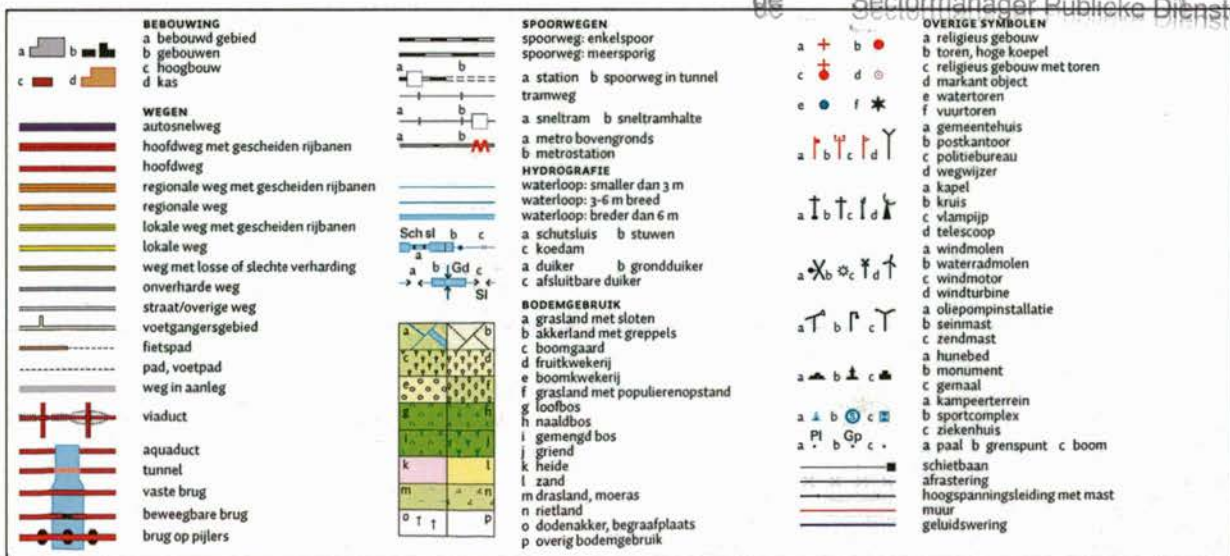 de Sectormanager Publieke Dienst
BEBOUWING
a bebouwd gebied
b gebouwen
c hoogbouw
d kas
a b
c d
WEGEN
autosnelweg
hoofdweg met gescheiden rijbanen
hoofdweg
regionale weg met gescheiden rijbanen
regionale weg
lokale weg met gescheiden rijbanen
lokale weg
weg met losse of slechte verharding
onverharde weg
straat/overige weg
voetgangersgebied
fietspad
pad, voetpad
weg in aanleg
viaduct
aquaduct
tunnel
vaste brug
beweegbare brug
brug op pijlers
SPOORWEGEN
spoorweg: enkelspoor
spoorweg: meersporig
a b
a station b spoorweg in tunnel
tramweg
a b
a sneltram b sneltramhalte
a b
a metro bovengronds
b metrostation
HYDROGRAFIE
waterloop: smaller dan 3 m
waterloop: 3-6 m breed
waterloop: breder dan 6 m
Sch sl b c
a
a schutsluis b stuwen
c koedam
a b Gd c
Sl
a duiker b grondduiker
c afsluitbare duiker
BODEMGEBRUIK
a grasland met sloten
b akkerland met greppels
c boomgaard
d fruitkwekerij
e boomkwekerij
f grasland met populierenopstand
g loofbos
h naaldbos
i gemengd bos
j griend
k heide
l zand
m drasland, moeras
n rietland
o dodenakker, begraafplaats
p overig bodemgebruik
a b
c d
e f
g h
i j
k l
m n
o p
OVERIGE SYMBOLEN
a b
a religieus gebouw
b toren, hoge koepel
c d
c religieus gebouw met toren
d markant object
e f
e watertoren
f vuurtoren
a b c d
a gemeentehuis
b postkantoor
c politiebureau
d wegwijzer
a b c d
a kapel
b kruis
c vlampijp
d telescoop
a b c d
a windmolen
b waterradmolen
c windmotor
d windturbine
a b c
a oliepompinstallatie
b seinmast
c zendmast
a b c
a hunebed
b monument
c gemaal
a b S c H
a kampeerterrein
b sportcomplex
c ziekenhuis
Pl Gp
a b c
a paal b grenspunt c boom
schietbaan
afrastering
hoogspanningsleiding met mast
muur
geluidswering